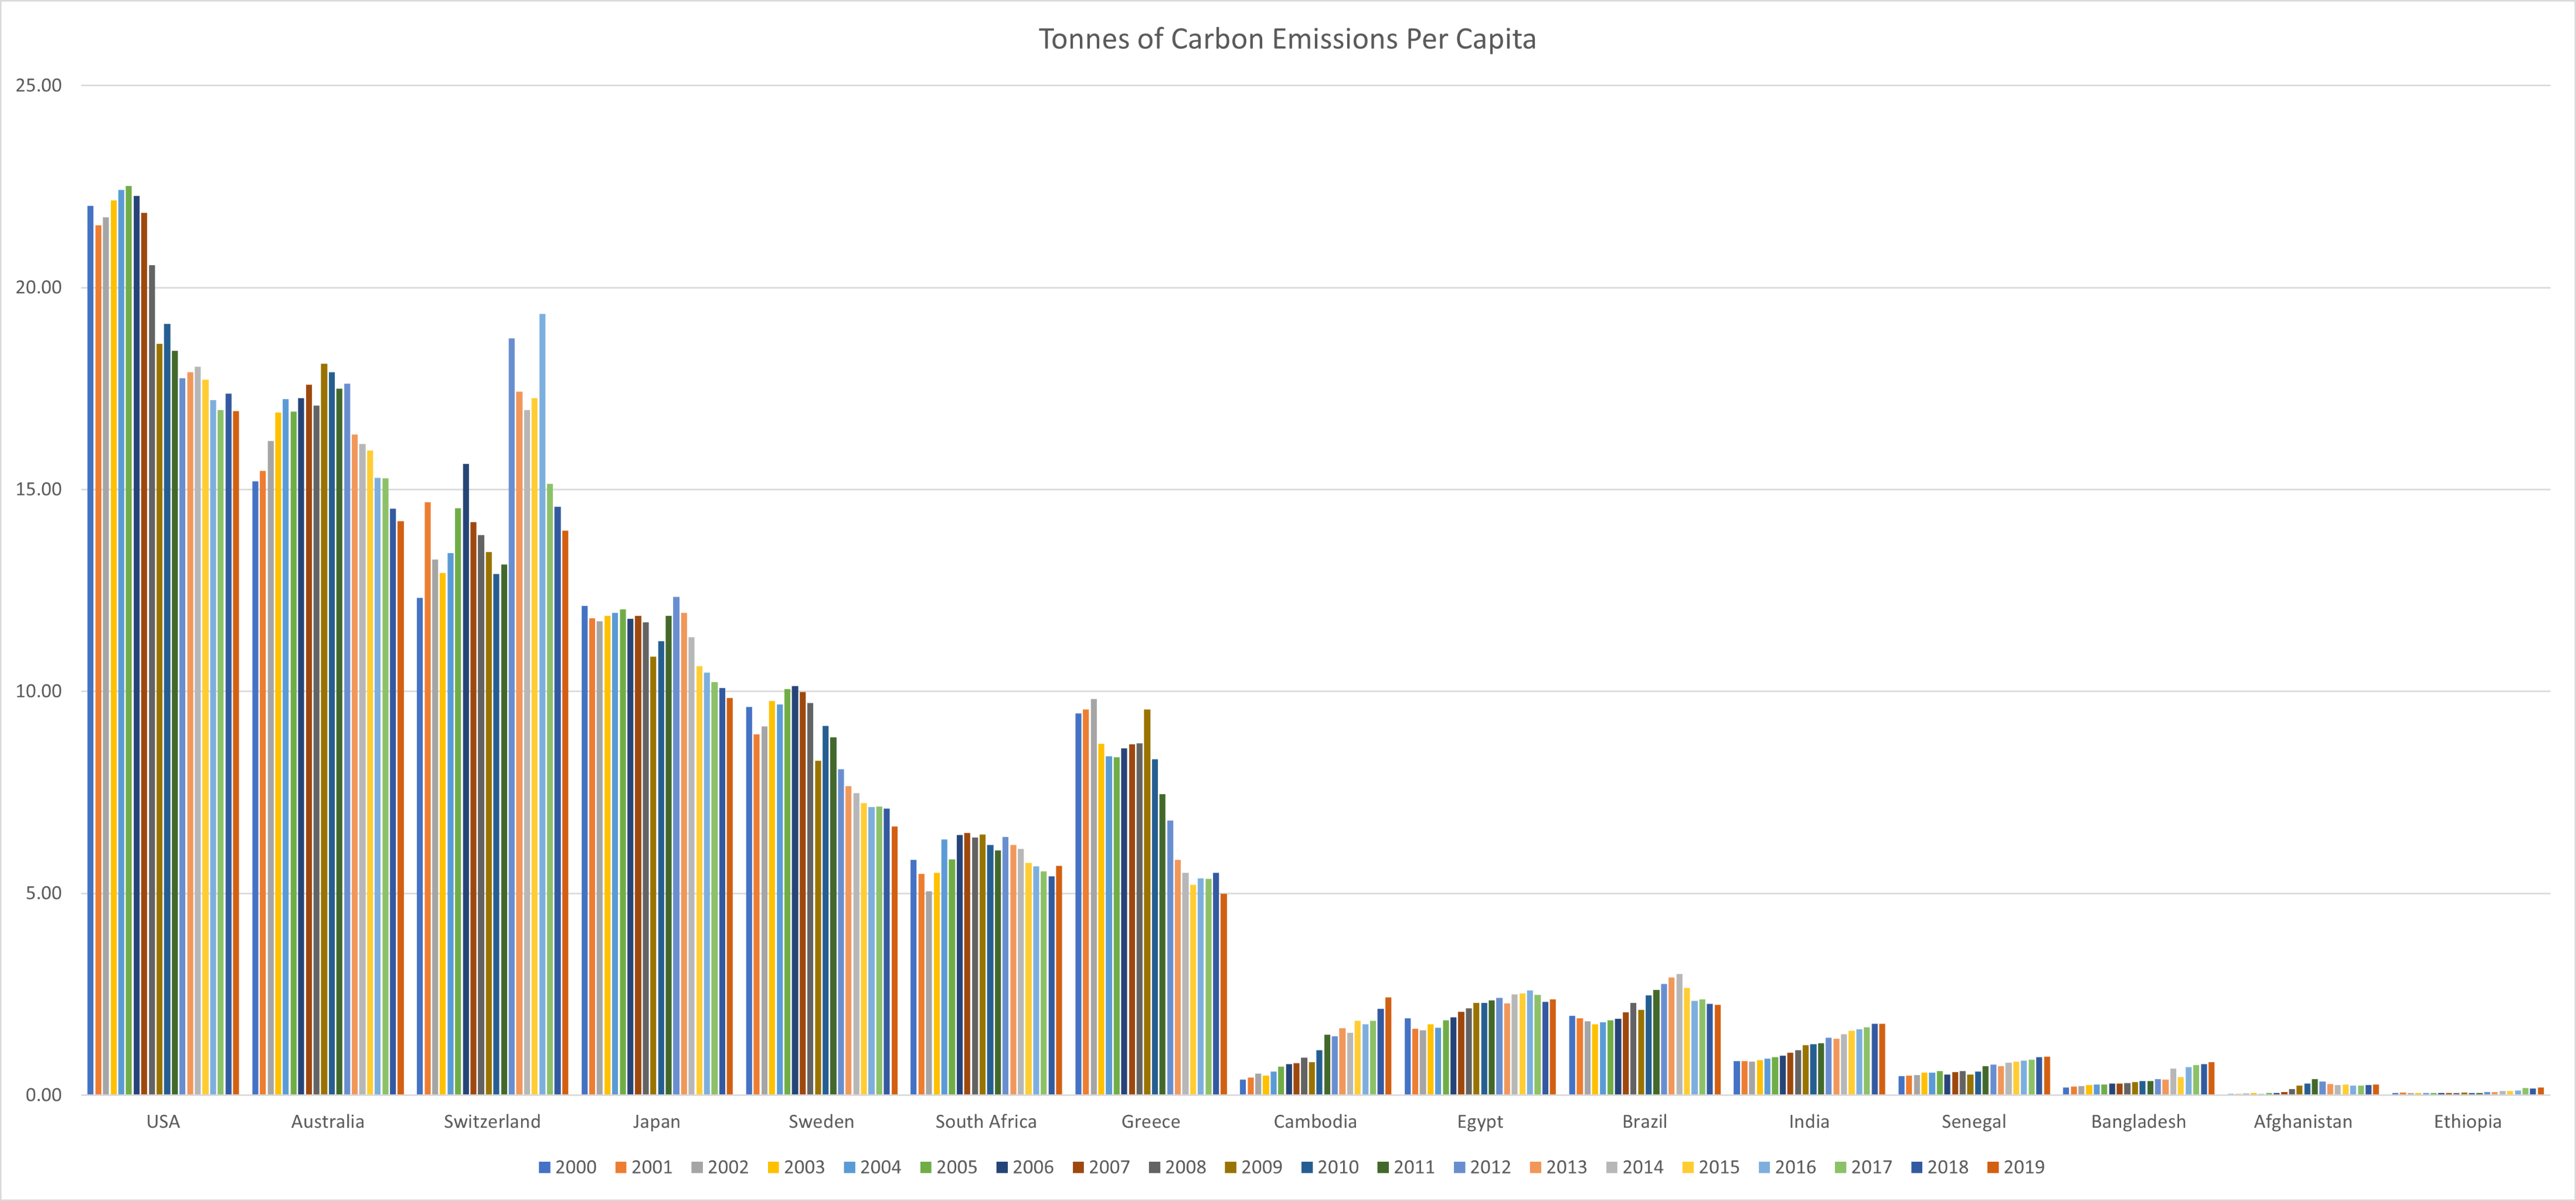 Tonnes of Carbon Emissions Per Capita
25.00
20.00
15.00
10.00
5.00
0.00
USA Australia Switzerland Japan Sweden South Africa Greece Cambodia Egypt Brazil India Senegal Bangladesh Afghanistan Ethiopia
2000 2001 2002 2003 2004 2005 2006 2007 2008 2009 2010 2011 2012 2013 2014 2015 2016 2017 2018 2019